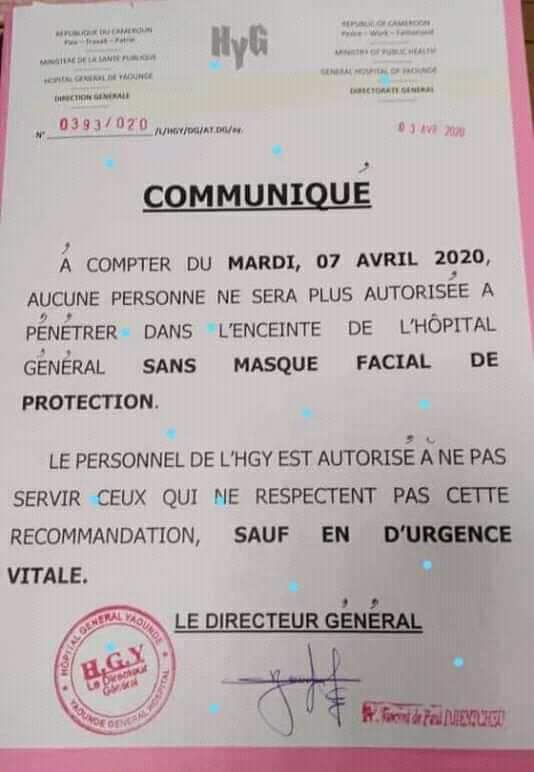 REPUBLIQUE DU CAMEROUN
Paix – Travail – Patrie
MINISTERE DE LA SANTE PUBLIQUE
HOPITAL GENERAL DE YAOUNDE
DIRECTION GENERALE
HyG
REPUBLIC OF CAMEROON
Peace – Work – Fatherland
MINISTRY OF PUBLIC HEALTH
GENERAL HOSPITAL OF YAOUNDÉ
DIRECTORATE GENERAL
N° 0393/020 /L/HGY/DG/AT.DG/
03 AVR 2020
COMMUNIQUÉ
À COMPTER DU MARDI, 07 AVRIL 2020,
AUCUNE PERSONNE NE SERA PLUS AUTORISÉE A
PÉNÉTRER DANS L'ENCEINTE DE L'HÔPITAL
GÉNÉRAL SANS MASQUE FACIAL DE
PROTECTION.
LE PERSONNEL DE L'HGY EST AUTORISÉ À NE PAS
SERVIR CEUX QUI NE RESPECTENT PAS CETTE
RECOMMANDATION, SAUF EN D'URGENCE
VITALE.
LE DIRECTEUR GÉNÉRAL
HÔPITAL GÉNÉRAL YAOUNDE
H.G.Y
Le Directeur
Général
YAOUNDE GENERAL HOSPITAL
Vincent de Paul